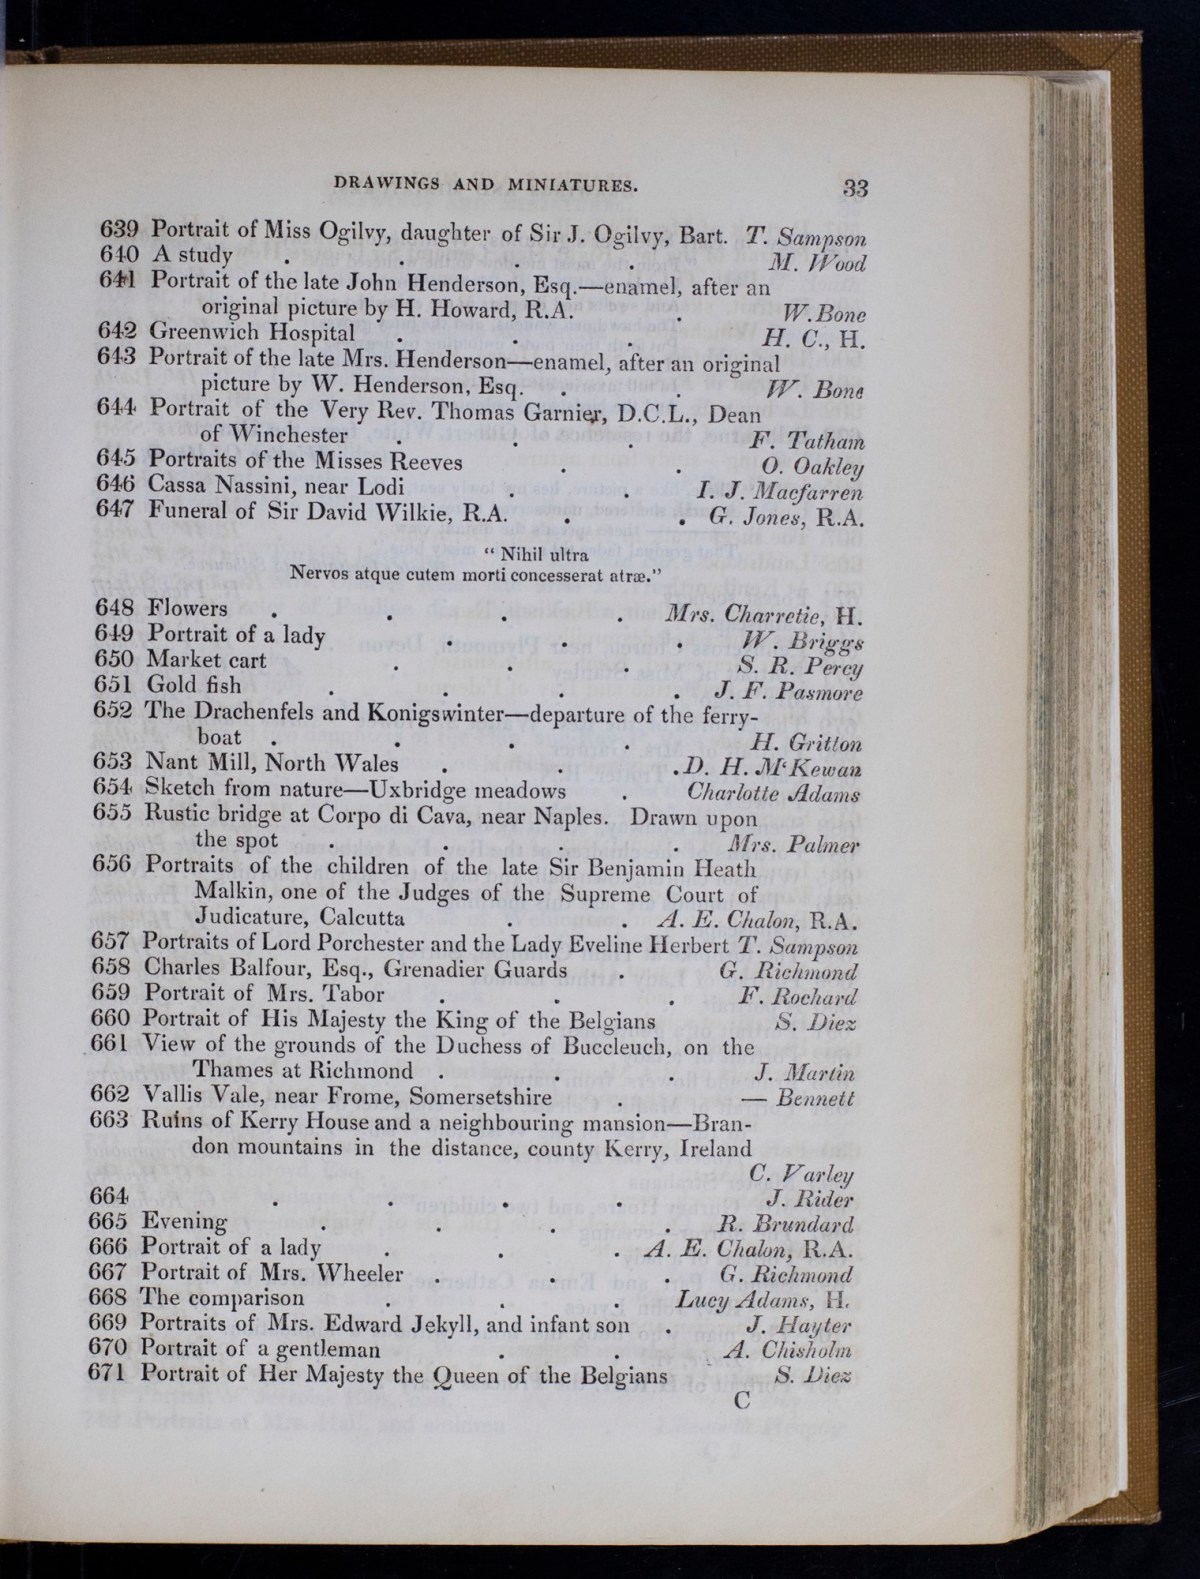 DRAWINGS AND MINIATURES. 33
639 Portrait of Miss Ogilvy, daughter of Sir J. Ogilvy, Bart. T. Sampson
640 A study . . . . M. Wood
641 Portrait of the late John Henderson, Esq.—enamel, after an
original picture by H. Howard, R.A. . W. Bone
642 Greenwich Hospital . . . H. C., H.
643 Portrait of the late Mrs. Henderson—enamel, after an original
picture by W. Henderson, Esq. . . W. Bone
644 Portrait of the Very Rev. Thomas Garnier, D.C.L., Dean
of Winchester . . . F. Tatham
645 Portraits of the Misses Reeves . . O. Oakley
646 Cassa Nassini, near Lodi . . I. J. Macfarren
647 Funeral of Sir David Wilkie, R.A. . . G. Jones, R.A.
“ Nihil ultra
Nervos atque cutem morti concesserat atræ.”
648 Flowers . . . . Mrs. Charretie, H.
649 Portrait of a lady . . . W. Briggs
650 Market cart . . . S. R. Percy
651 Gold fish . . . . J. F. Pasmore
652 The Drachenfels and Konigswinter—departure of the ferry-
boat . . . . H. Gritton
653 Nant Mill, North Wales . . . D. H. M‘Kewan
654 Sketch from nature—Uxbridge meadows . Charlotte Adams
655 Rustic bridge at Corpo di Cava, near Naples. Drawn upon
the spot . . . . Mrs. Palmer
656 Portraits of the children of the late Sir Benjamin Heath
Malkin, one of the Judges of the Supreme Court of
Judicature, Calcutta . . A. E. Chalon, R.A.
657 Portraits of Lord Porchester and the Lady Eveline Herbert T. Sampson
658 Charles Balfour, Esq., Grenadier Guards . G. Richmond
659 Portrait of Mrs. Tabor . . . F. Rochard
660 Portrait of His Majesty the King of the Belgians S. Diez
661 View of the grounds of the Duchess of Buccleuch, on the
Thames at Richmond . . . J. Martin
662 Vallis Vale, near Frome, Somersetshire . — Bennett
663 Ruins of Kerry House and a neighbouring mansion—Bran-
don mountains in the distance, county Kerry, Ireland
C. Varley
664 . . . . J. Rider
665 Evening . . . . R. Brundard
666 Portrait of a lady . . . A. E. Chalon, R.A.
667 Portrait of Mrs. Wheeler . . . G. Richmond
668 The comparison . . . Lucy Adams, H.
669 Portraits of Mrs. Edward Jekyll, and infant son . J. Hayter
670 Portrait of a gentleman . . A. Chisholm
671 Portrait of Her Majesty the Queen of the Belgians S. Diez
C